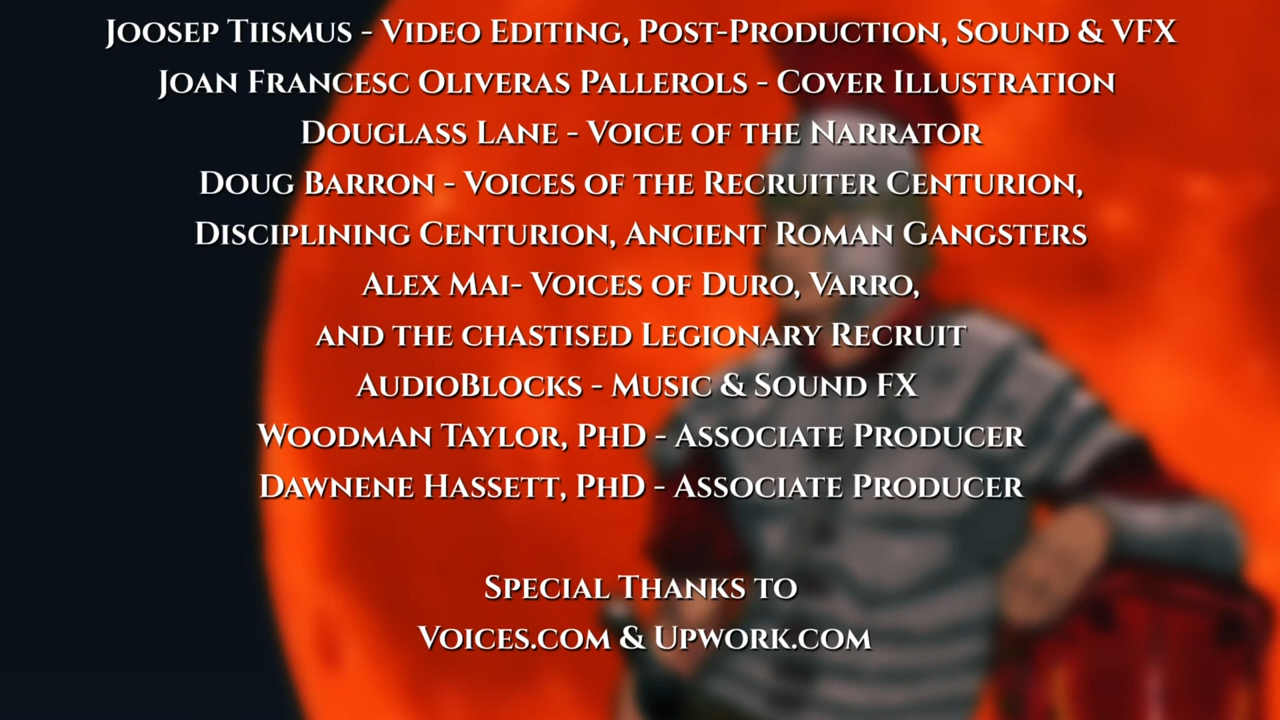 Joosep Tiismus - Video Editing, Post-Production, Sound & VFX
Joan Francesc Oliveras Pallerols - Cover Illustration
Douglass Lane - Voice of the Narrator
Doug Barron - Voices of the Recruiter Centurion,
Disciplining Centurion, Ancient Roman Gangsters
Alex Mai- Voices of Duro, Varro,
and the chastised Legionary Recruit
AudioBlocks - Music & Sound FX
Woodman Taylor, PhD - Associate Producer
Dawnene Hassett, PhD - Associate Producer
Special Thanks to
Voices.com & Upwork.com